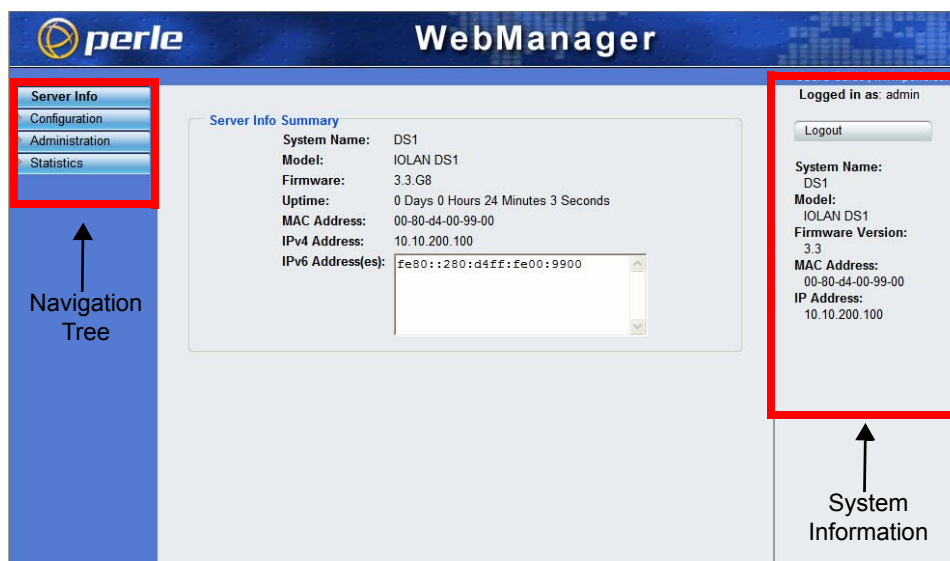 perle
WebManager
Server Info
Configuration
Administration
Statistics
Navigation
Tree
Server Info Summary
System Name: DS1
Model: IOLAN DS1
Firmware: 3.3.G8
Uptime: 0 Days 0 Hours 24 Minutes 3 Seconds
MAC Address: 00-80-d4-00-99-00
IPv4 Address: 10.10.200.100
IPv6 Address(es): fe80::280:d4ff:fe00:9900
Logged in as: admin
Logout
System Name:
DS1
Model:
IOLAN DS1
Firmware Version:
3.3
MAC Address:
00-80-d4-00-99-00
IP Address:
10.10.200.100
System
Information